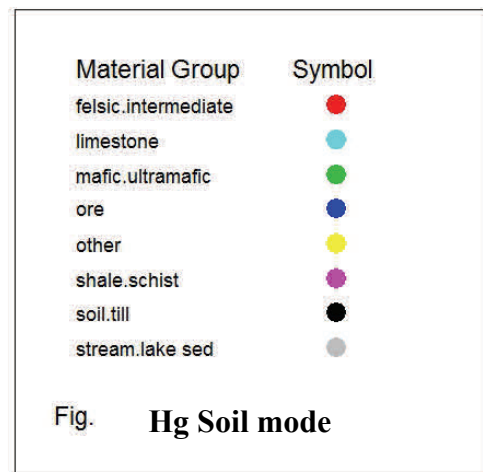 Material Group Symbol
felsic.intermediate
limestone
mafic.ultramafic
ore
other
shale.schist
soil.till
stream.lake sed
Fig. Hg Soil mode